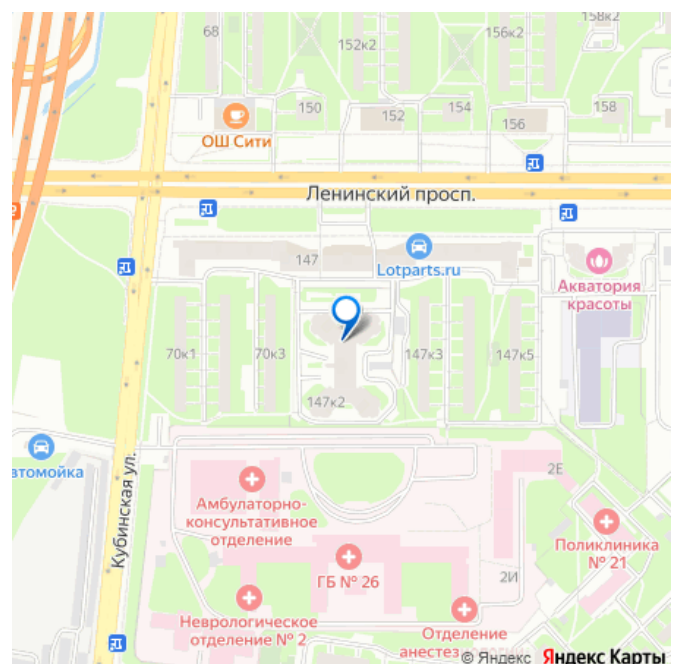 68
152к2
156к2
158к2
150
152
154
156
158
ОШ Сити
Ленинский просп.
147
Lotparts.ru
Акватория
красоты
70к1
70к3
147к3
147к5
147к2
втомойка
Кубинская ул.
Амбулаторно-
консультативное
отделение
2Е
Поликлиника
№ 21
ГБ № 26
2И
Неврологическое
отделение № 2
Отделение
анестез
© Яндекс Яндекс Карты